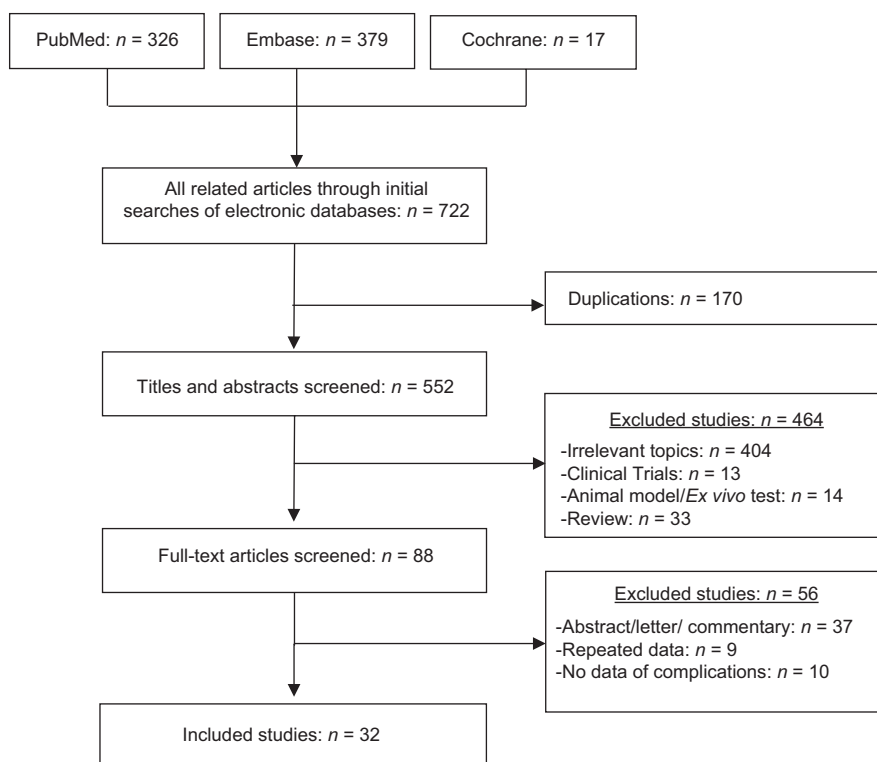 PubMed: n = 326
Embase: n = 379
Cochrane: n = 17
All related articles through initial
searches of electronic databases: n = 722
Duplications: n = 170
Titles and abstracts screened: n = 552
Excluded studies: n = 464
-Irrelevant topics: n = 404
-Clinical Trials: n = 13
-Animal model/Ex vivo test: n = 14
-Review: n = 33
Full-text articles screened: n = 88
Excluded studies: n = 56
-Abstract/letter/ commentary: n = 37
-Repeated data: n = 9
-No data of complications: n = 10
Included studies: n = 32